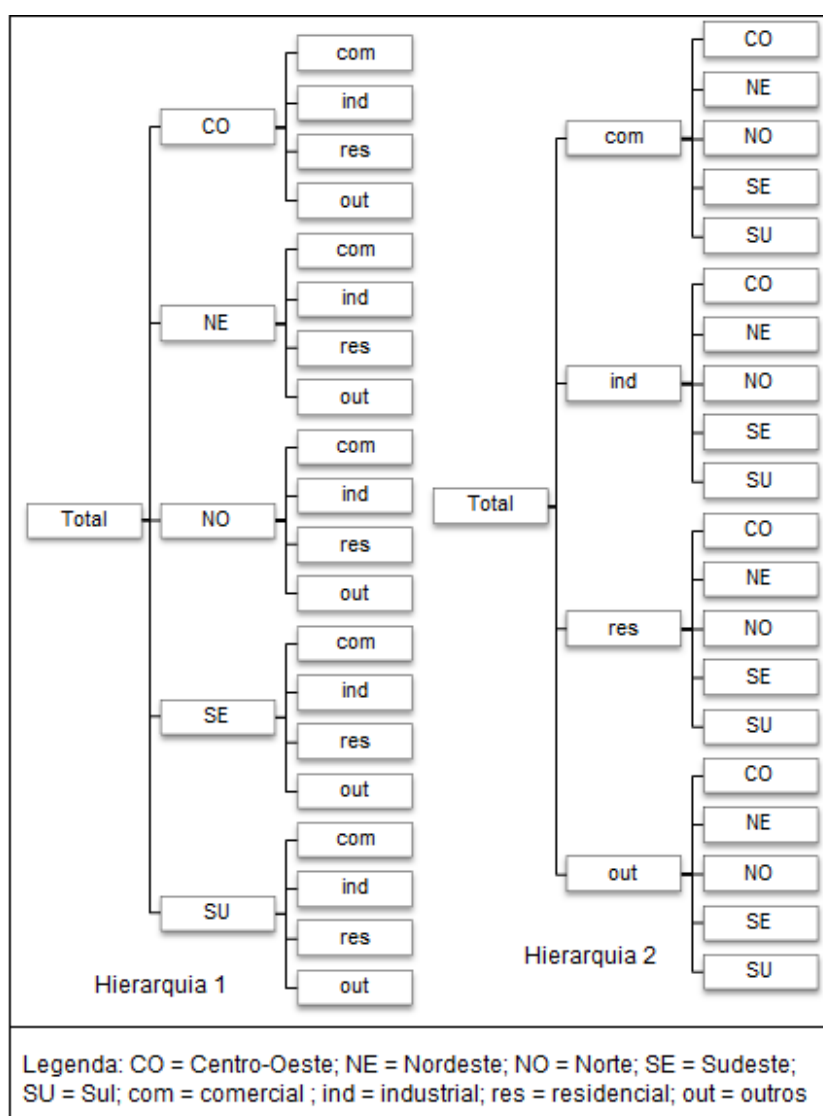 com
ind
CO
res
out
com
ind
NE
res
out
com
ind
Total
NO
res
out
com
ind
SE
res
out
com
ind
SU
res
out
Hierarquia 1
CO
NE
com
NO
SE
SU
CO
NE
ind
NO
SE
SU
Total
CO
NE
res
NO
SE
SU
CO
NE
out
NO
SE
SU
Hierarquia 2
Legenda: CO = Centro-Oeste; NE = Nordeste; NO = Norte; SE = Sudeste;
SU = Sul; com = comercial ; ind = industrial; res = residencial; out = outros